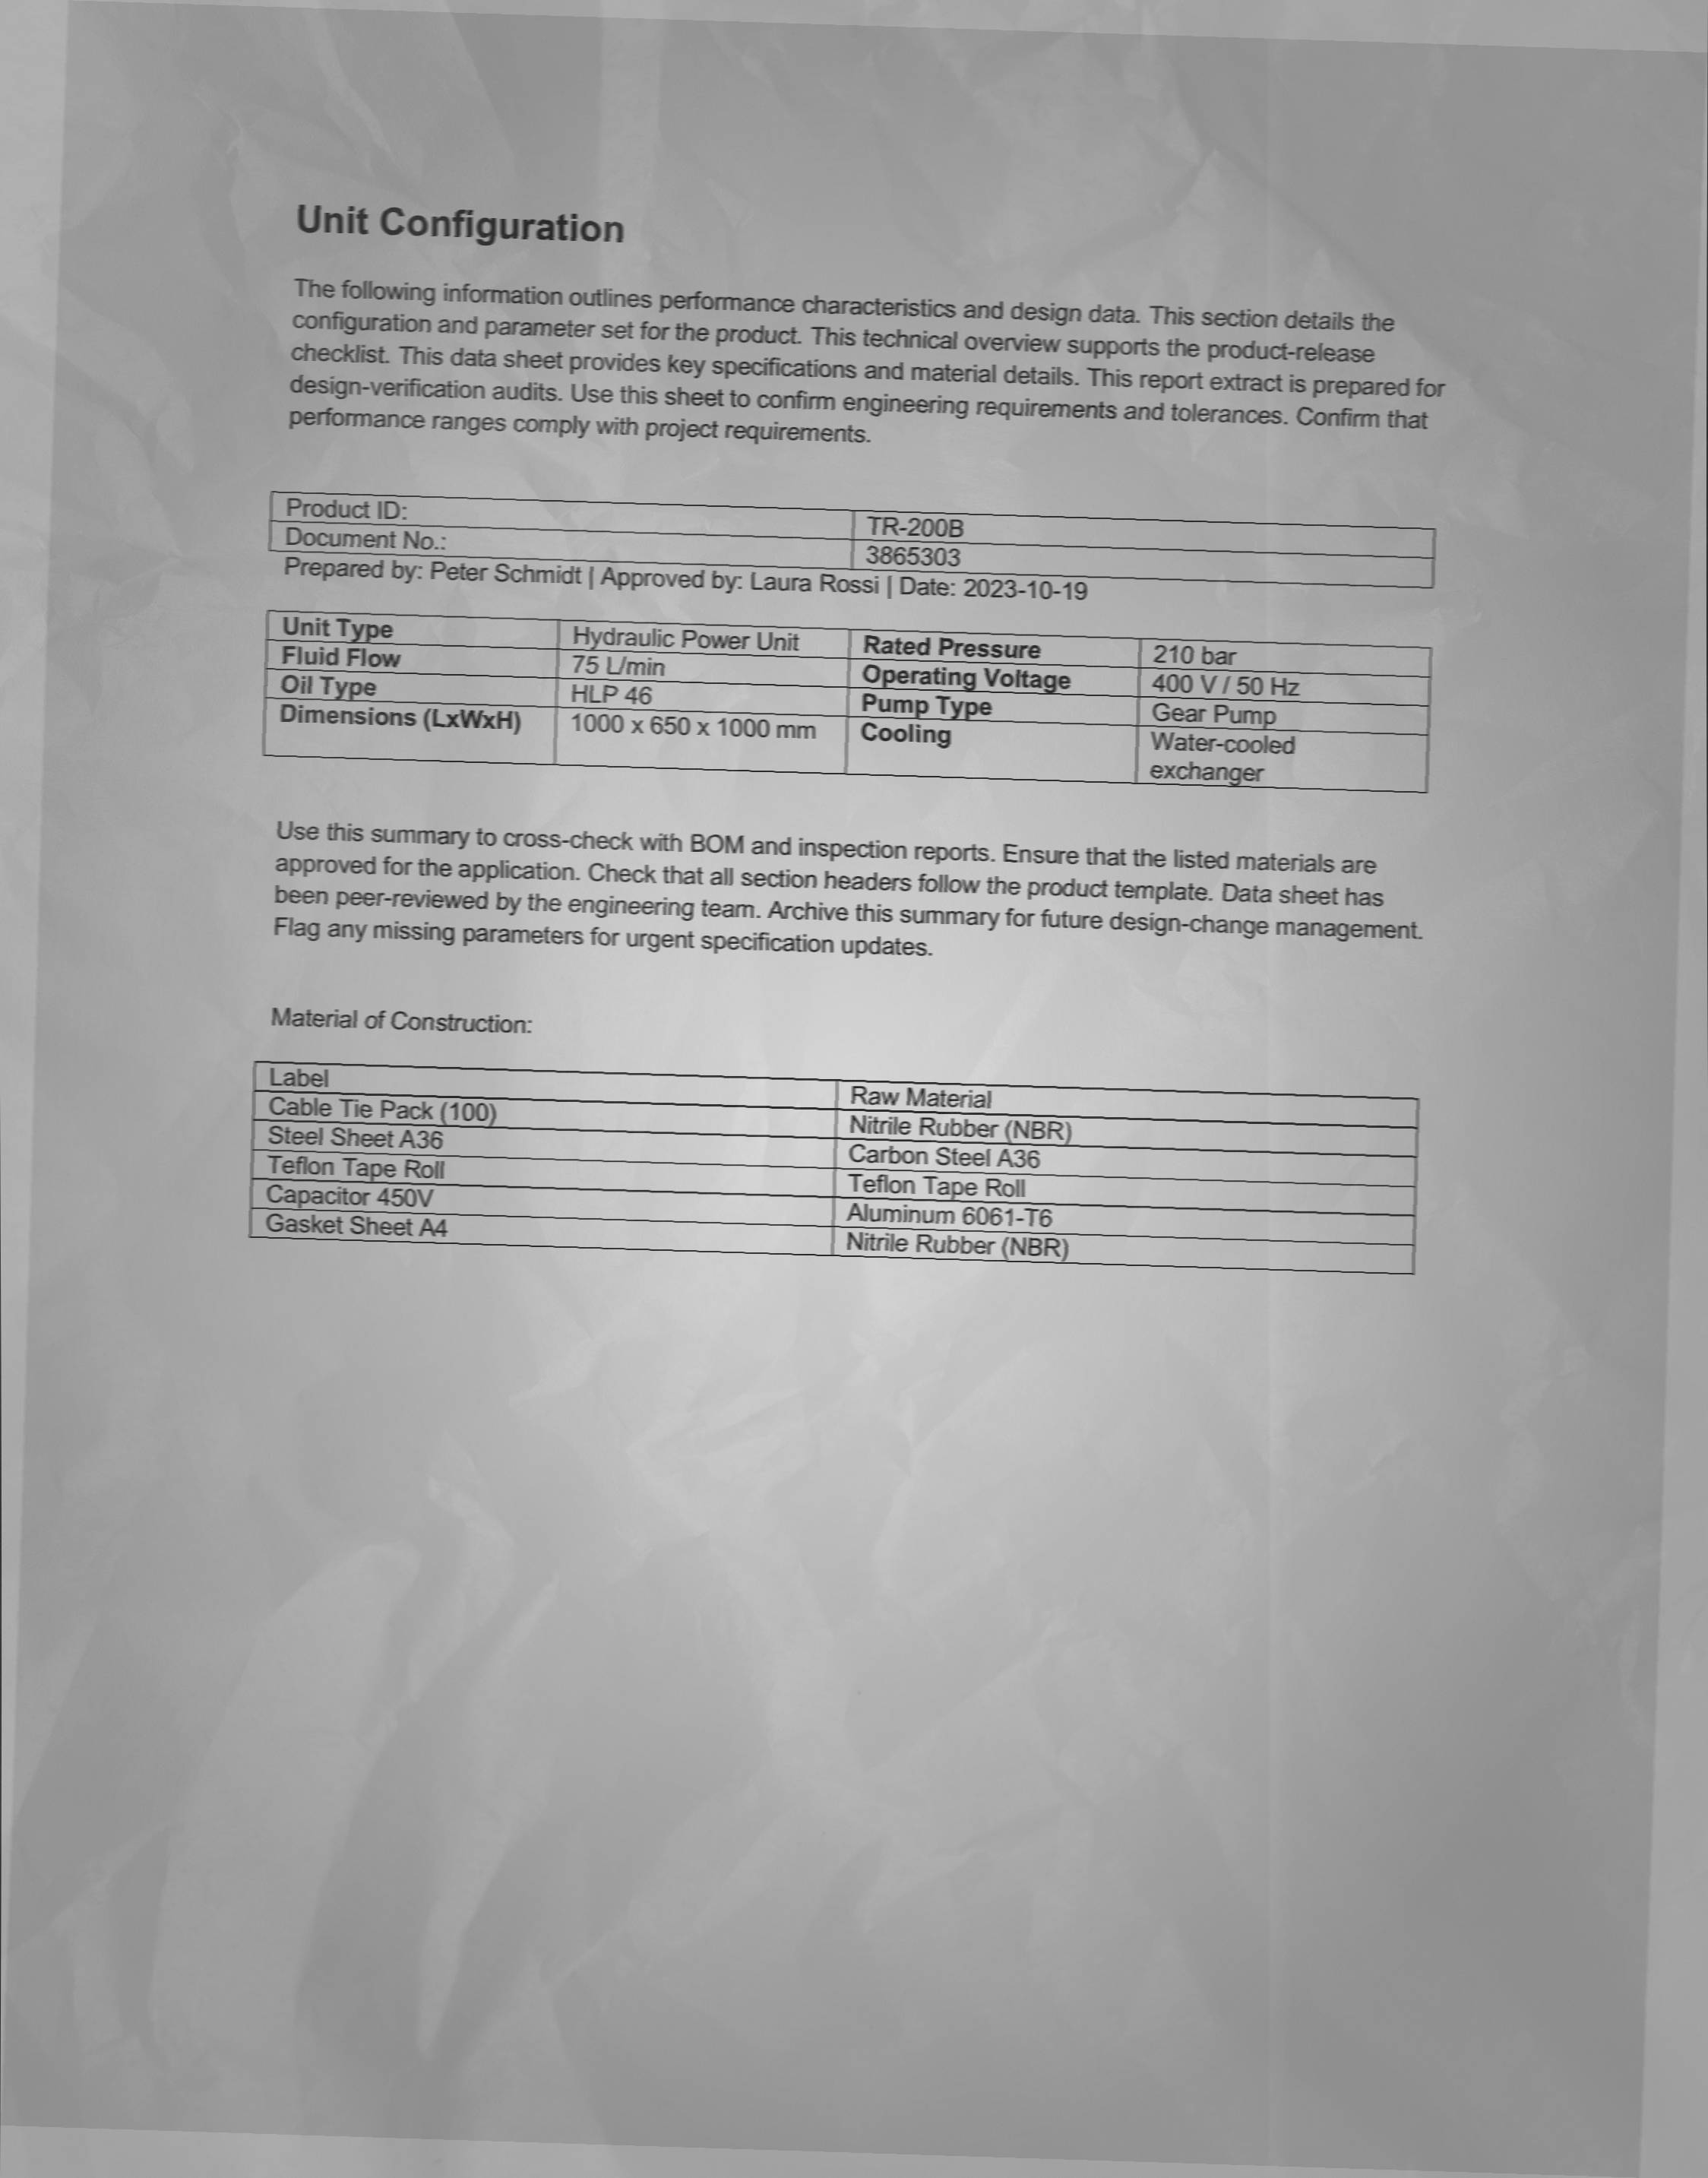 Unit Configuration
The following information outlines performance characteristics and design data. This section details the
configuration and parameter set for the product. This technical overview supports the product-release
checklist. This data sheet provides key specifications and material details. This report extract is prepared for
design-verification audits. Use this sheet to confirm engineering requirements and tolerances. Confirm that
performance ranges comply with project requirements.
Product ID: TR-200B
Document No.: 3865303
Prepared by: Peter Schmidt | Approved by: Laura Rossi | Date: 2023-10-19
Unit Type Hydraulic Power Unit Rated Pressure 210 bar
Fluid Flow 75 L/min Operating Voltage 400 V / 50 Hz
Oil Type HLP 46 Pump Type Gear Pump
Dimensions (LxWxH) 1000 x 650 x 1000 mm Cooling Water-cooled
exchanger
Use this summary to cross-check with BOM and inspection reports. Ensure that the listed materials are
approved for the application. Check that all section headers follow the product template. Data sheet has
been peer-reviewed by the engineering team. Archive this summary for future design-change management.
Flag any missing parameters for urgent specification updates.
Material of Construction:
Label Raw Material
Cable Tie Pack (100) Nitrile Rubber (NBR)
Steel Sheet A36 Carbon Steel A36
Teflon Tape Roll Teflon Tape Roll
Capacitor 450V Aluminum 6061-T6
Gasket Sheet A4 Nitrile Rubber (NBR)